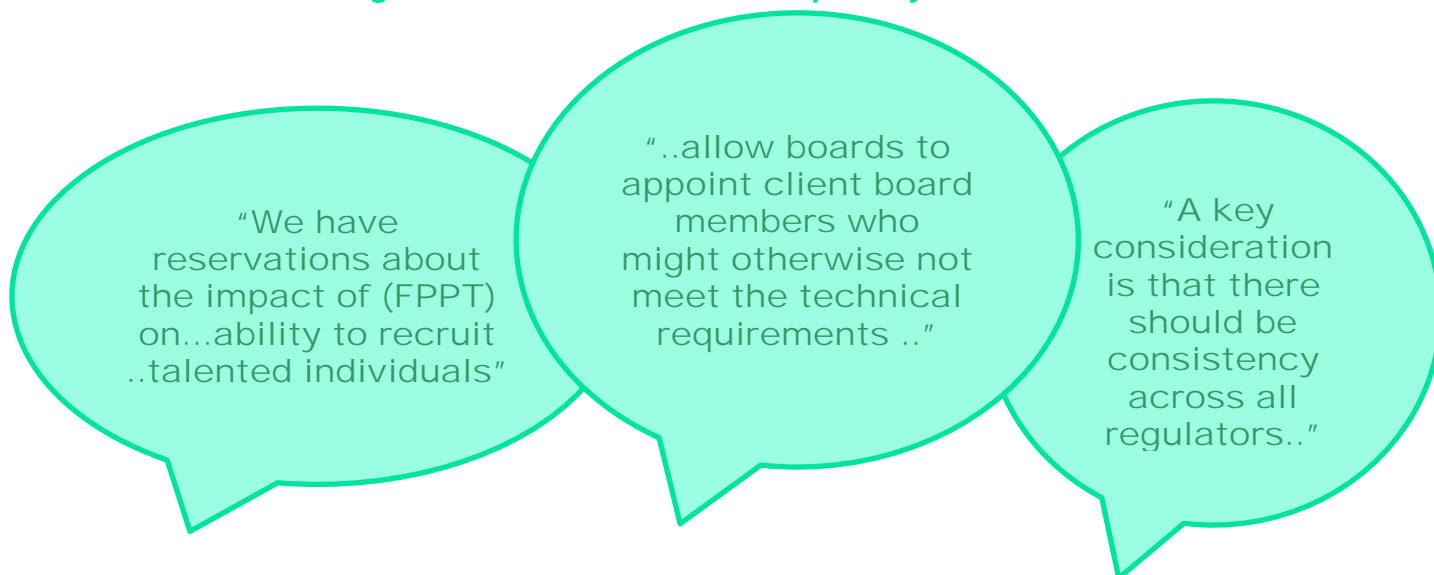 “We have
reservations about
the impact of (FPPT)
on...ability to recruit
..talented individuals”
“..allow boards to
appoint client board
members who
might otherwise not
meet the technical
requirements ..”
“A key
consideration
is that there
should be
consistency
across all
regulators..”